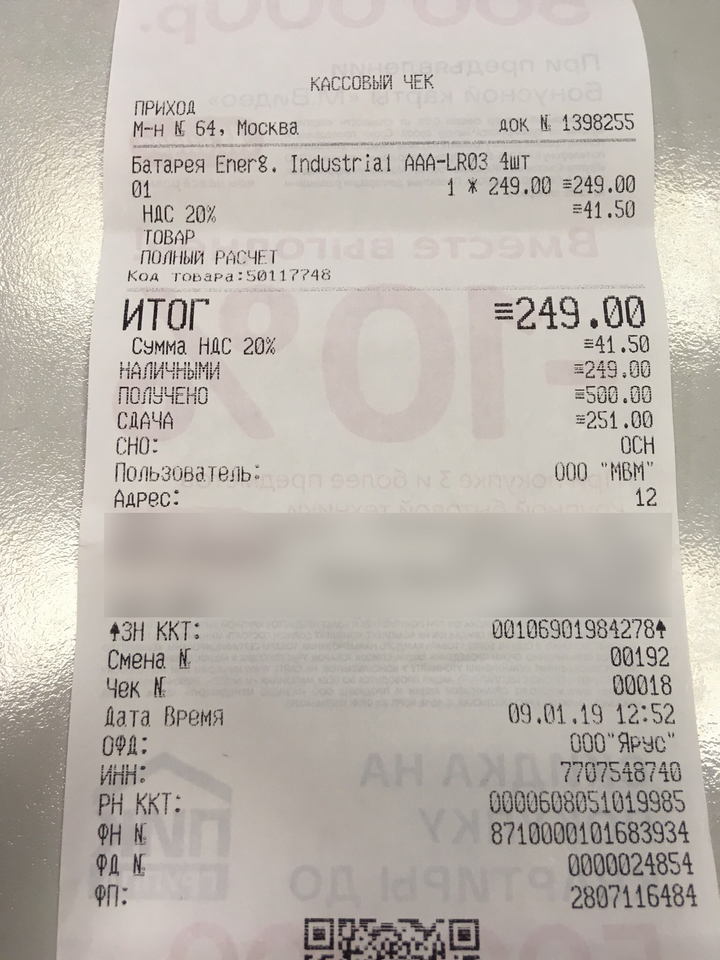 КАССОВЫЙ ЧЕК
ПРИХОД
М-н № 64, Москва док № 1398255
Батарея Energ. Industrial AAA-LR03 4шт
01 1 * 249.00 ≡249.00
НДС 20% ≡41.50
ТОВАР
ПОЛНЫЙ РАСЧЕТ
Код товара:50117748
ИТОГ ≡249.00
Сумма НДС 20% ≡41.50
НАЛИЧНЫМИ ≡249.00
ПОЛУЧЕНО ≡500.00
СДАЧА ≡251.00
СНО: ОСН
Пользователь: ООО "МВМ"
Адрес: 12
ЗН ККТ: 00106901984278
Смена № 00192
Чек № 00018
Дата Время 09.01.19 12:52
ОФД: ООО"Ярус"
ИНН: 7707548740
РН ККТ: 0000608051019985
ФН № 8710000101683934
ФД № 0000024854
ФП: 2807116484